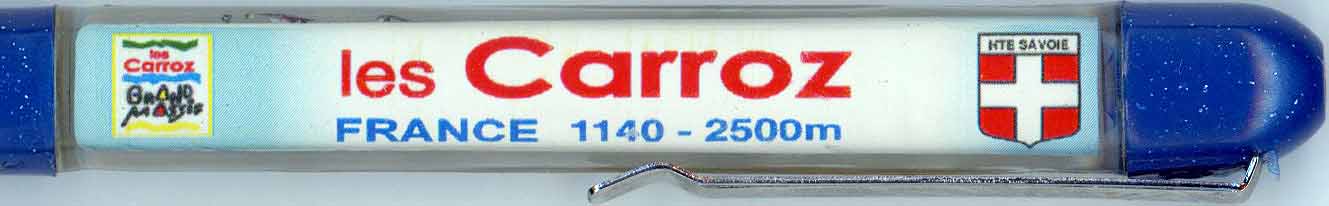 les
Carroz
GRAND
MASSIF
les Carroz
FRANCE 1140 - 2500m
HTE SAVOIE